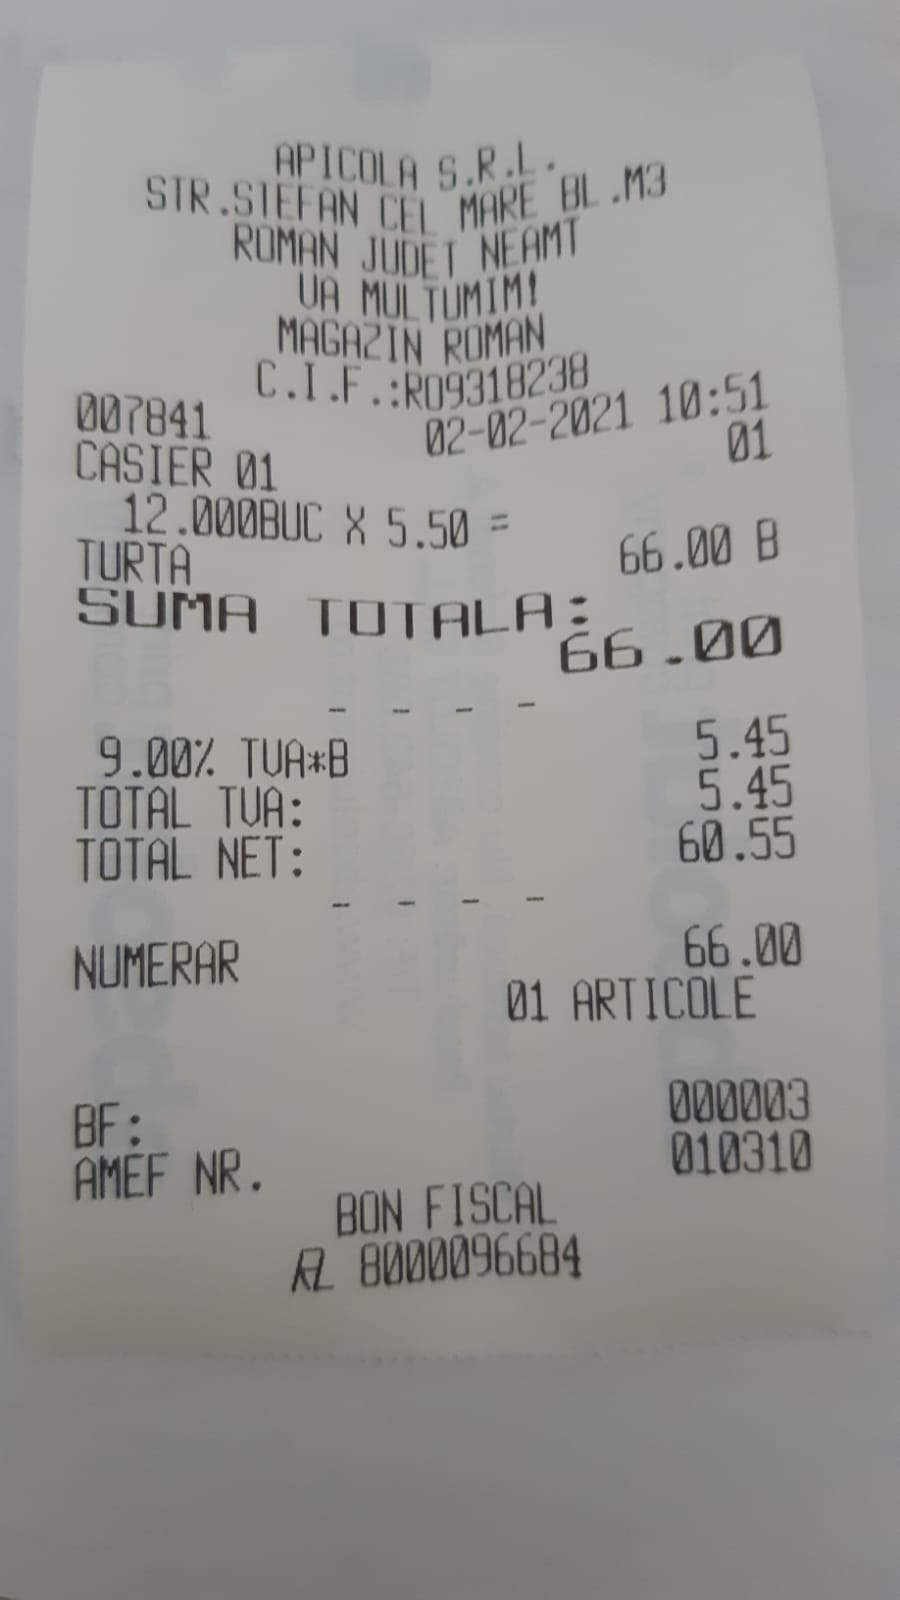 APICOLA S.R.L.
STR.STEFAN CEL MARE BL.M3
ROMAN JUDET NEAMT
VA MULTUMIM!
MAGAZIN ROMAN
C.I.F.:RO9318238
007841 02-02-2021 10:51
CASIER 01 01
12.000BUC X 5.50 =
TURTA 66.00 B
SUMA TOTALA:
66.00
- - - -
9.00% TVA*B 5.45
TOTAL TVA: 5.45
TOTAL NET: 60.55
- - - -
NUMERAR 66.00
01 ARTICOLE
BF: 000003
AMEF NR. 010310
BON FISCAL
8000096684